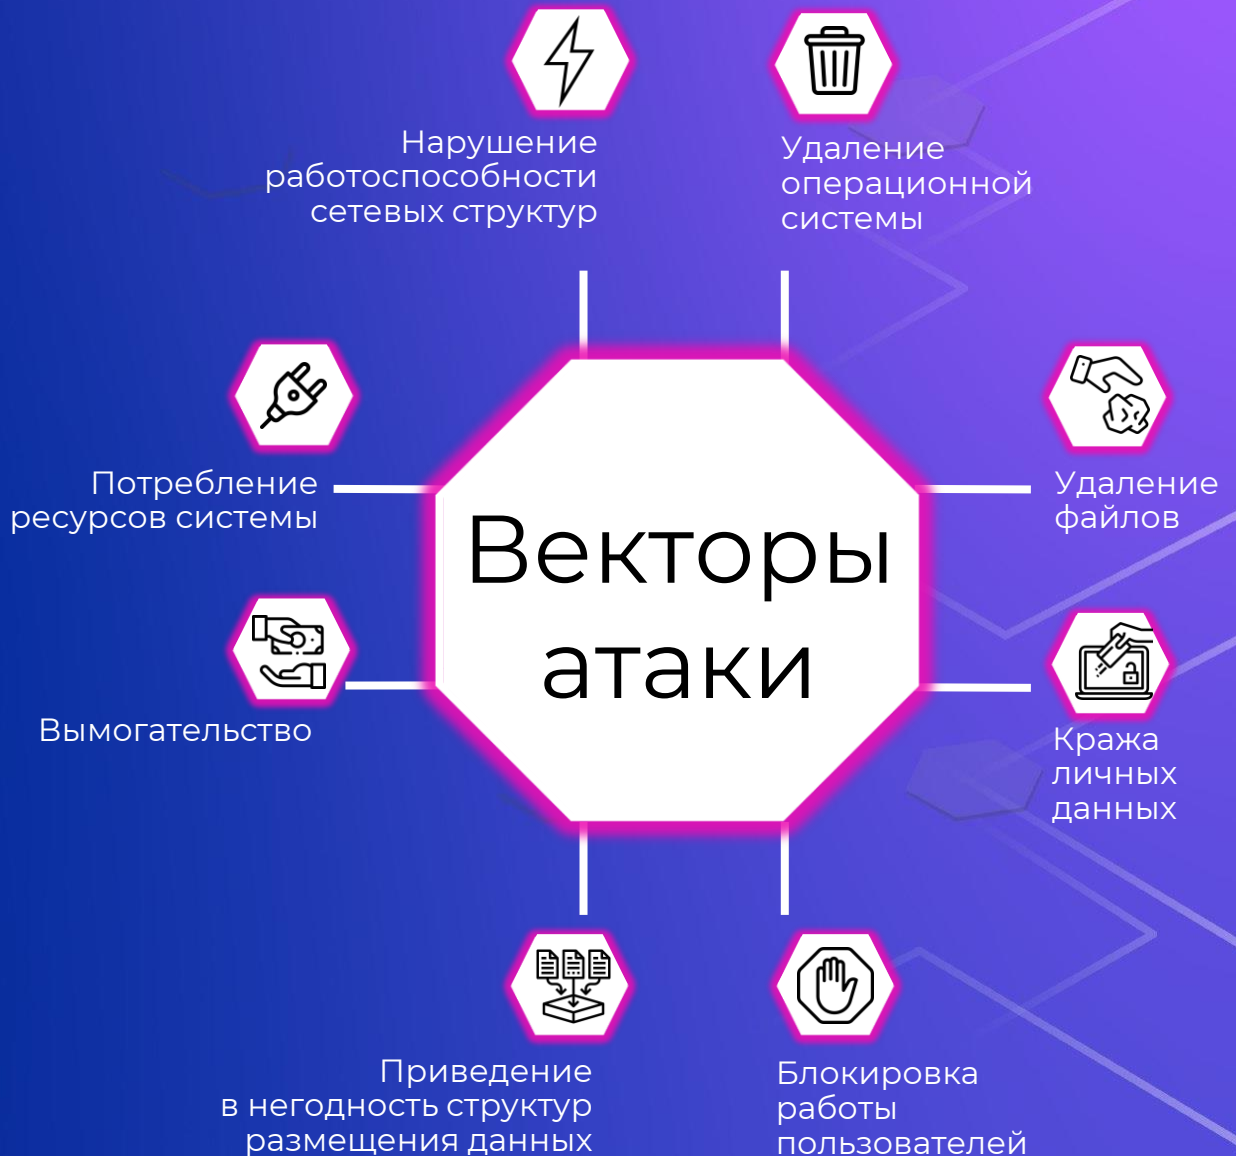 Нарушение
работоспособности
сетевых структур
Удаление
операционной
системы
Потребление
ресурсов системы
Удаление
файлов
Векторы
атаки
Вымогательство
Кража
личных
данных
Приведение
в негодность структур
размещения данных
Блокировка
работы
пользователей